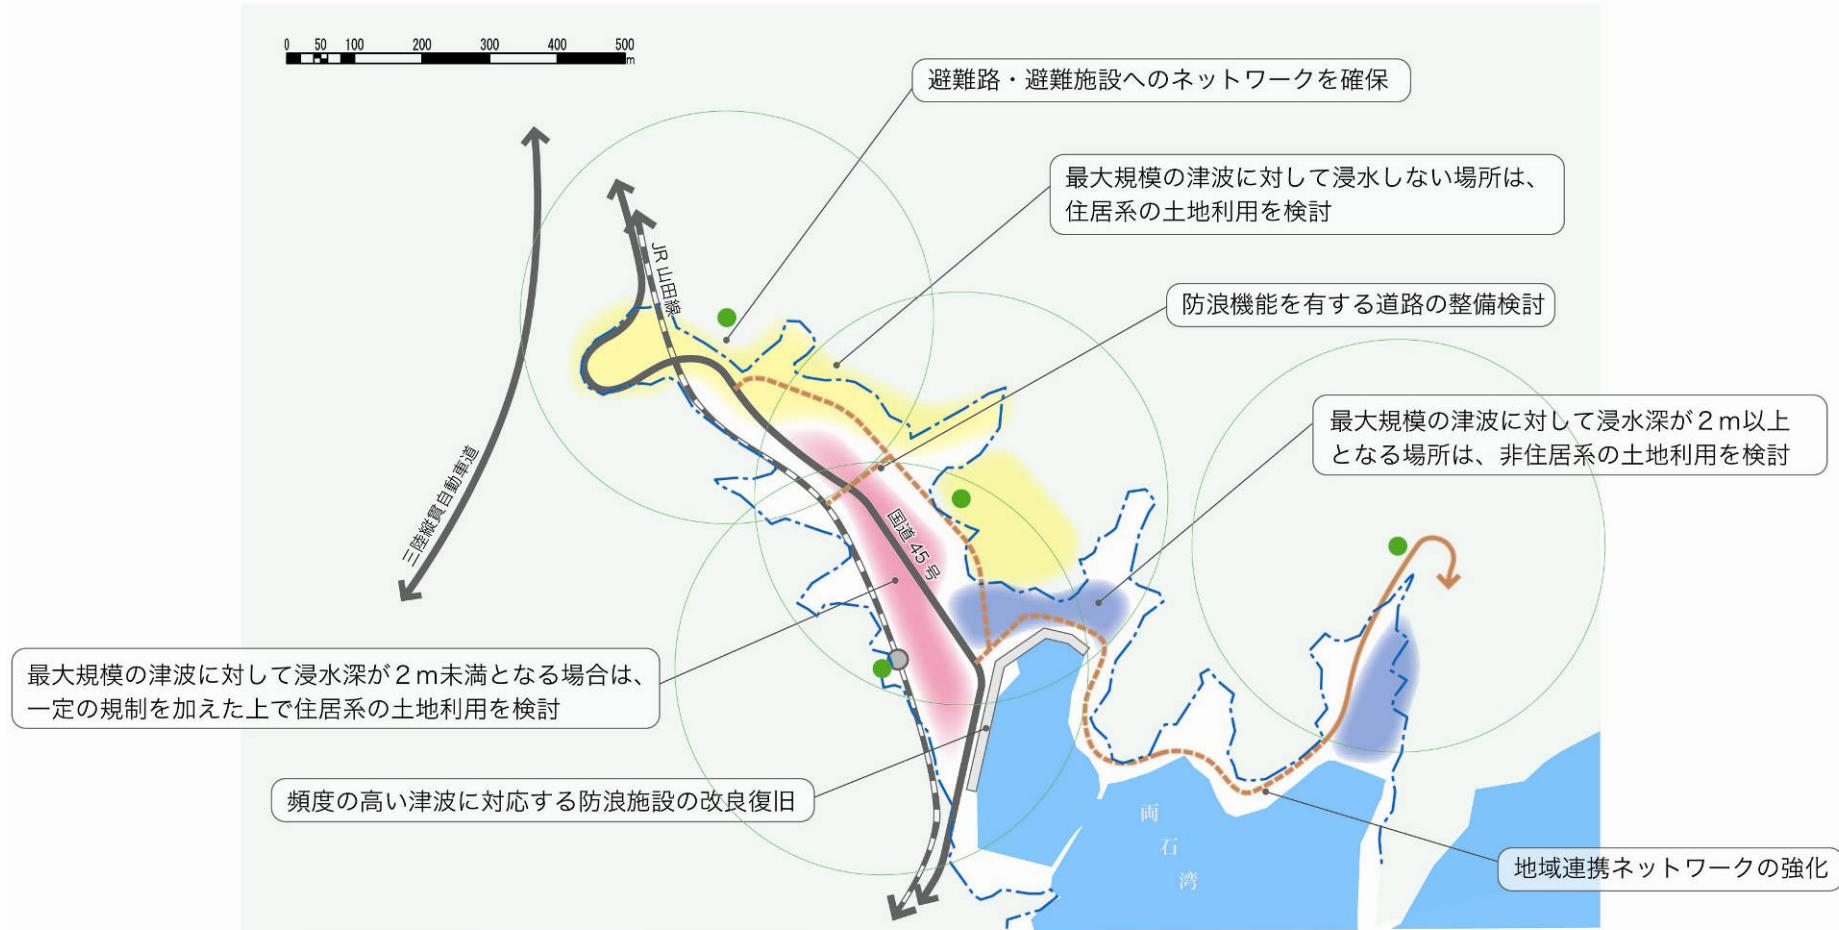 0 50 100 200 300 400 500
m
避難路・避難施設へのネットワークを確保
最大規模の津波に対して浸水しない場所は、
住居系の土地利用を検討
JR 山田線
防浪機能を有する道路の整備検討
最大規模の津波に対して浸水深が2m以上
となる場所は、非住居系の土地利用を検討
三陸縦貫自動車道
国道 45 号
最大規模の津波に対して浸水深が2m未満となる場合は、
一定の規制を加えた上で住居系の土地利用を検討
頻度の高い津波に対応する防浪施設の改良復旧
両石湾
地域連携ネットワークの強化